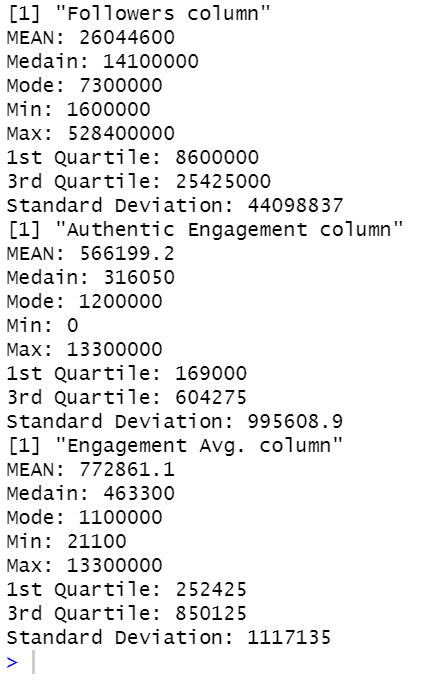 [1] "Followers column"
MEAN: 26044600
Medain: 14100000
Mode: 7300000
Min: 1600000
Max: 528400000
1st Quartile: 8600000
3rd Quartile: 25425000
Standard Deviation: 44098837
[1] "Authentic Engagement column"
MEAN: 566199.2
Medain: 316050
Mode: 1200000
Min: 0
Max: 13300000
1st Quartile: 169000
3rd Quartile: 604275
Standard Deviation: 995608.9
[1] "Engagement Avg. column"
MEAN: 772861.1
Medain: 463300
Mode: 1100000
Min: 21100
Max: 13300000
1st Quartile: 252425
3rd Quartile: 850125
Standard Deviation: 1117135
>